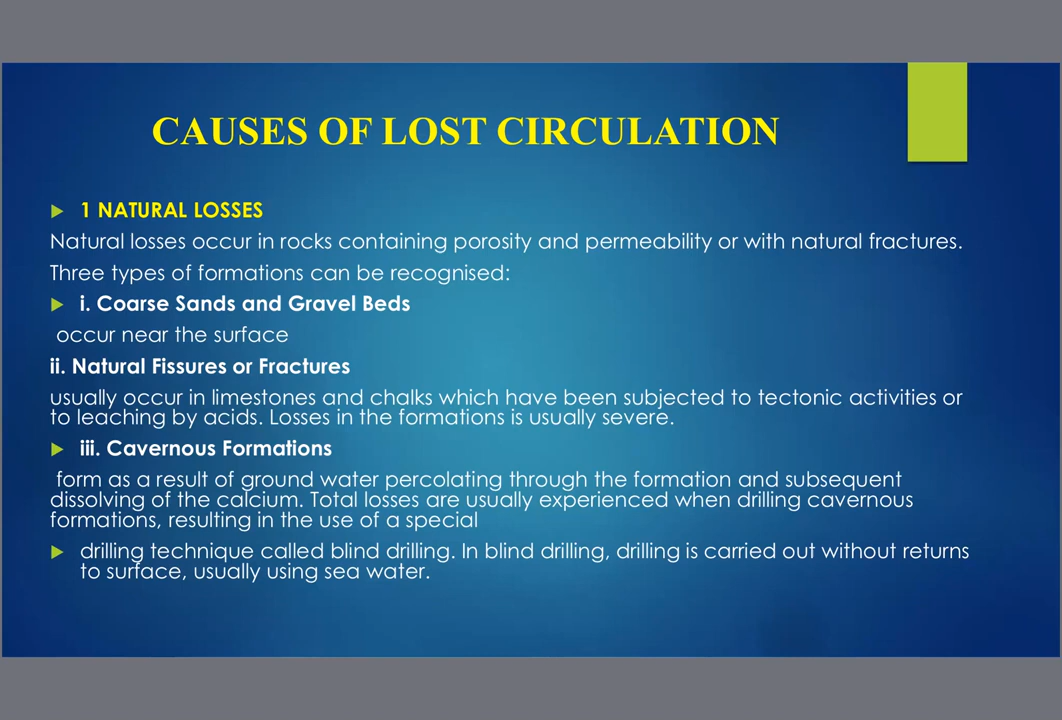 CAUSES OF LOST CIRCULATION
1 NATURAL LOSSES
Natural losses occur in rocks containing porosity and permeability or with natural fractures.
Three types of formations can be recognised:
i. Coarse Sands and Gravel Beds
occur near the surface
ii. Natural Fissures or Fractures
usually occur in limestones and chalks which have been subjected to tectonic activities or
to leaching by acids. Losses in the formations is usually severe.
iii. Cavernous Formations
form as a result of ground water percolating through the formation and subsequent
dissolving of the calcium. Total losses are usually experienced when drilling cavernous
formations, resulting in the use of a special
drilling technique called blind drilling. In blind drilling, drilling is carried out without returns
to surface, usually using sea water.